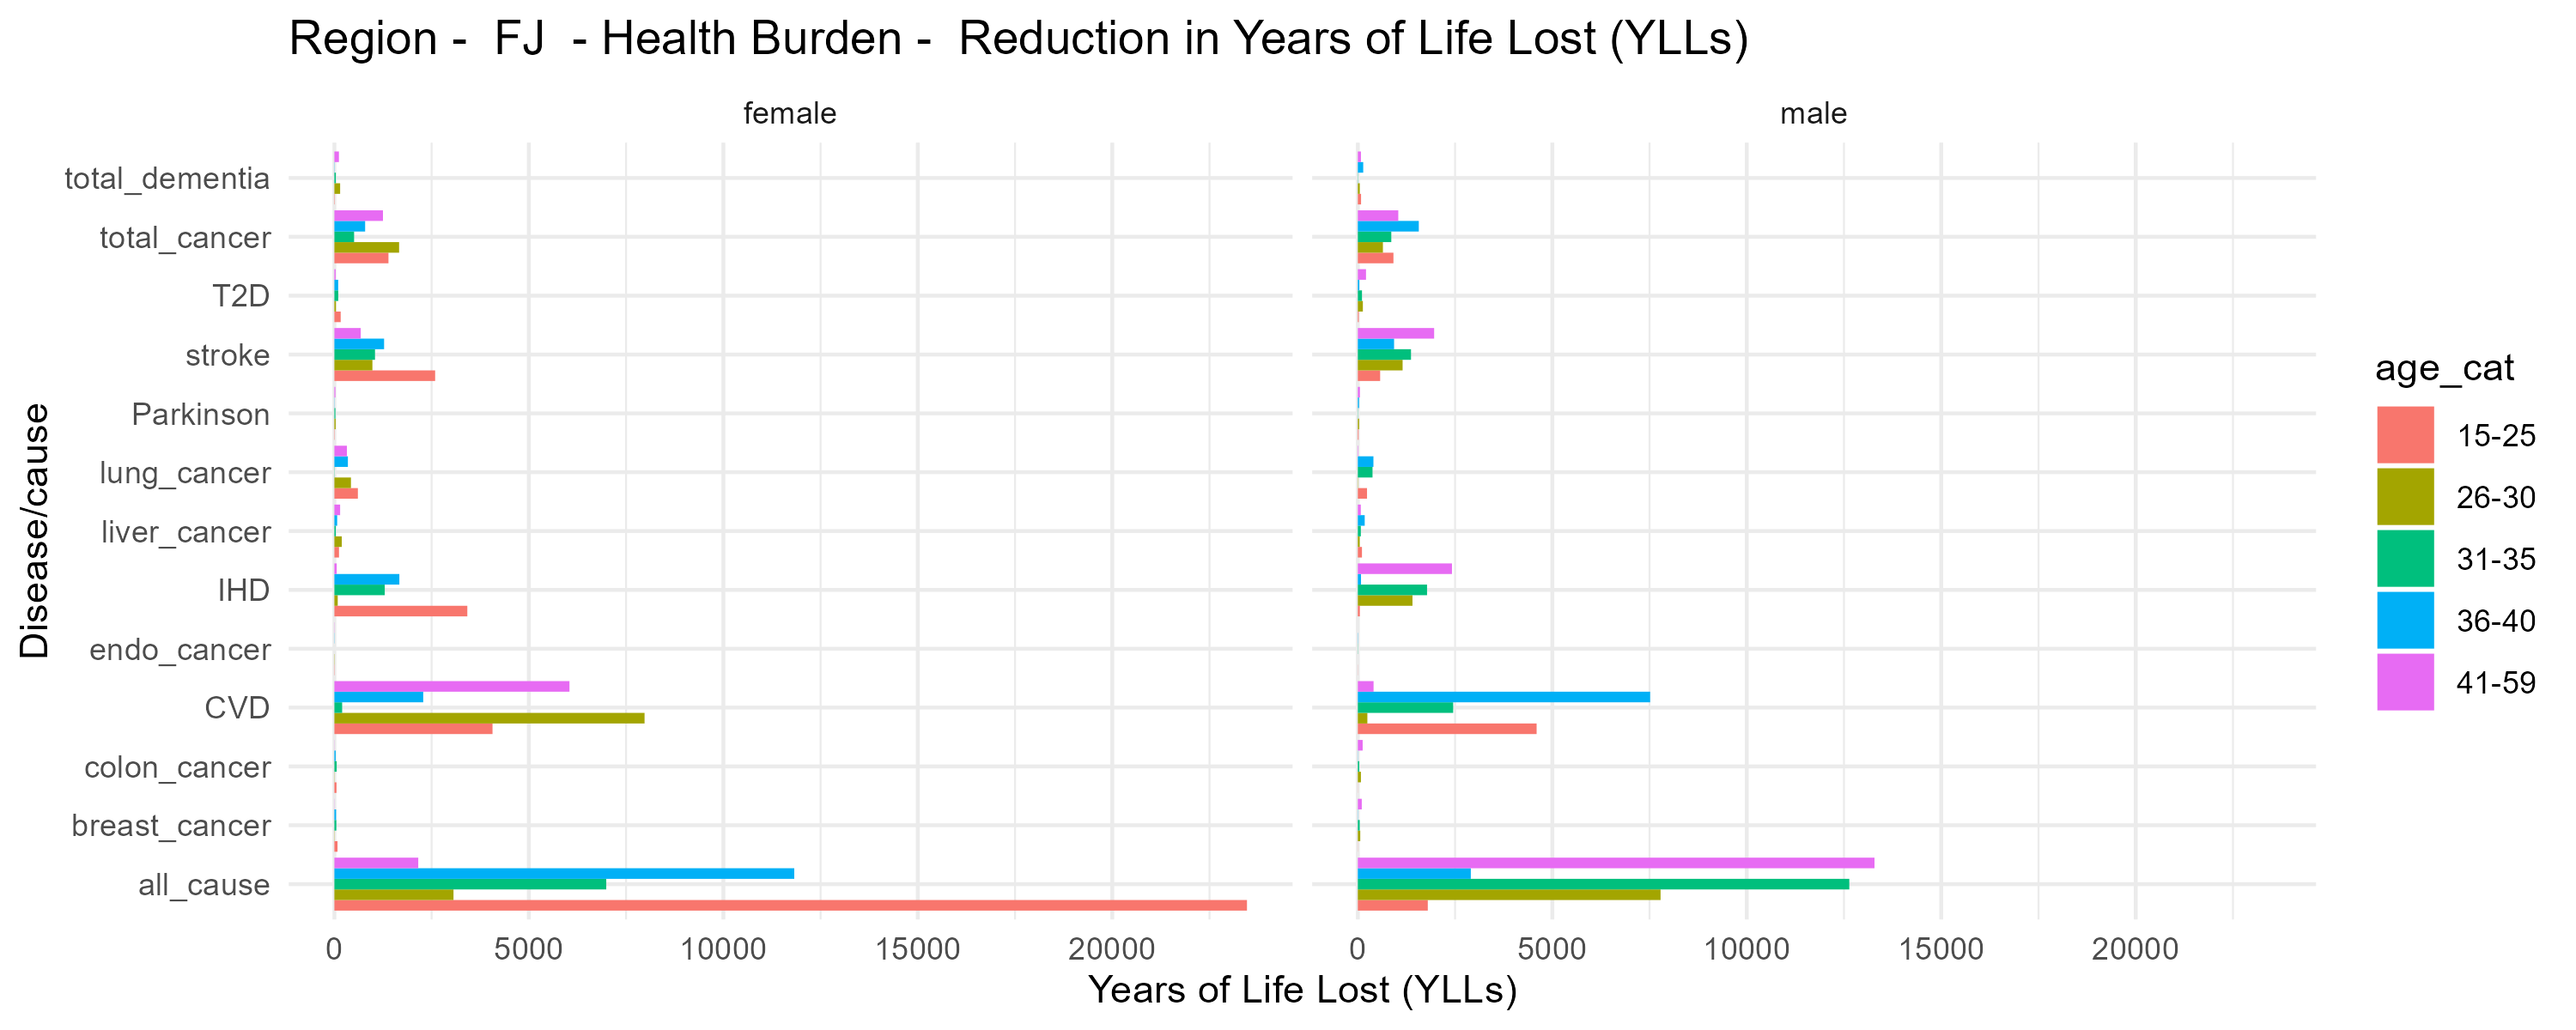 Region -  FJ  - Health Burden -  Reduction in Years of Life Lost (YLLs)
female
male
Disease/cause
total_dementia
total_cancer
T2D
stroke
Parkinson
lung_cancer
liver_cancer
IHD
endo_cancer
CVD
colon_cancer
breast_cancer
all_cause
0 5000 10000 15000 20000
0 5000 10000 15000 20000
Years of Life Lost (YLLs)
age_cat
15-25
26-30
31-35
36-40
41-59